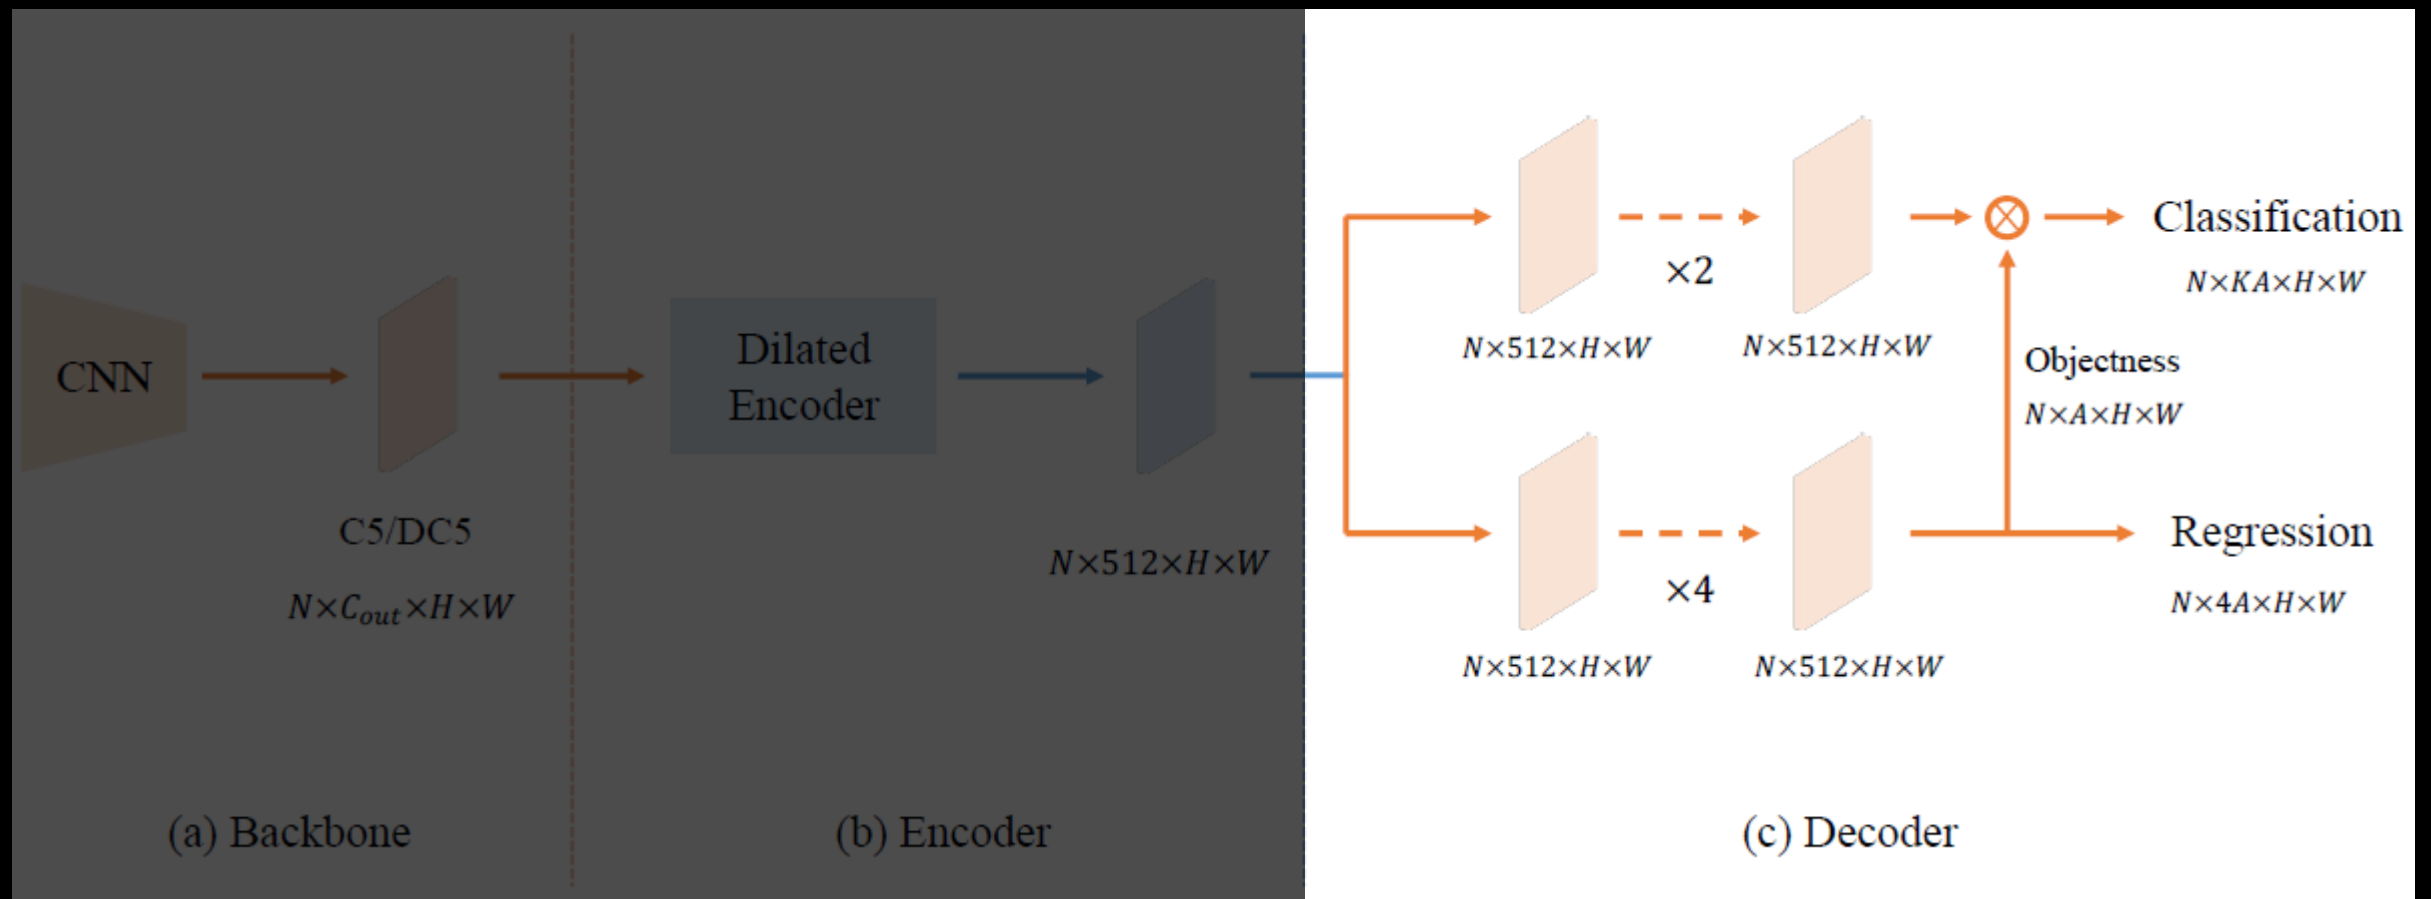 CNN
C5/DC5
N×C_out×H×W
(a) Backbone
Dilated
Encoder
N×512×H×W
(b) Encoder
N×512×H×W
×2
N×512×H×W
Classification
N×KA×H×W
Objectness
N×A×H×W
N×512×H×W
×4
N×512×H×W
Regression
N×4A×H×W
(c) Decoder